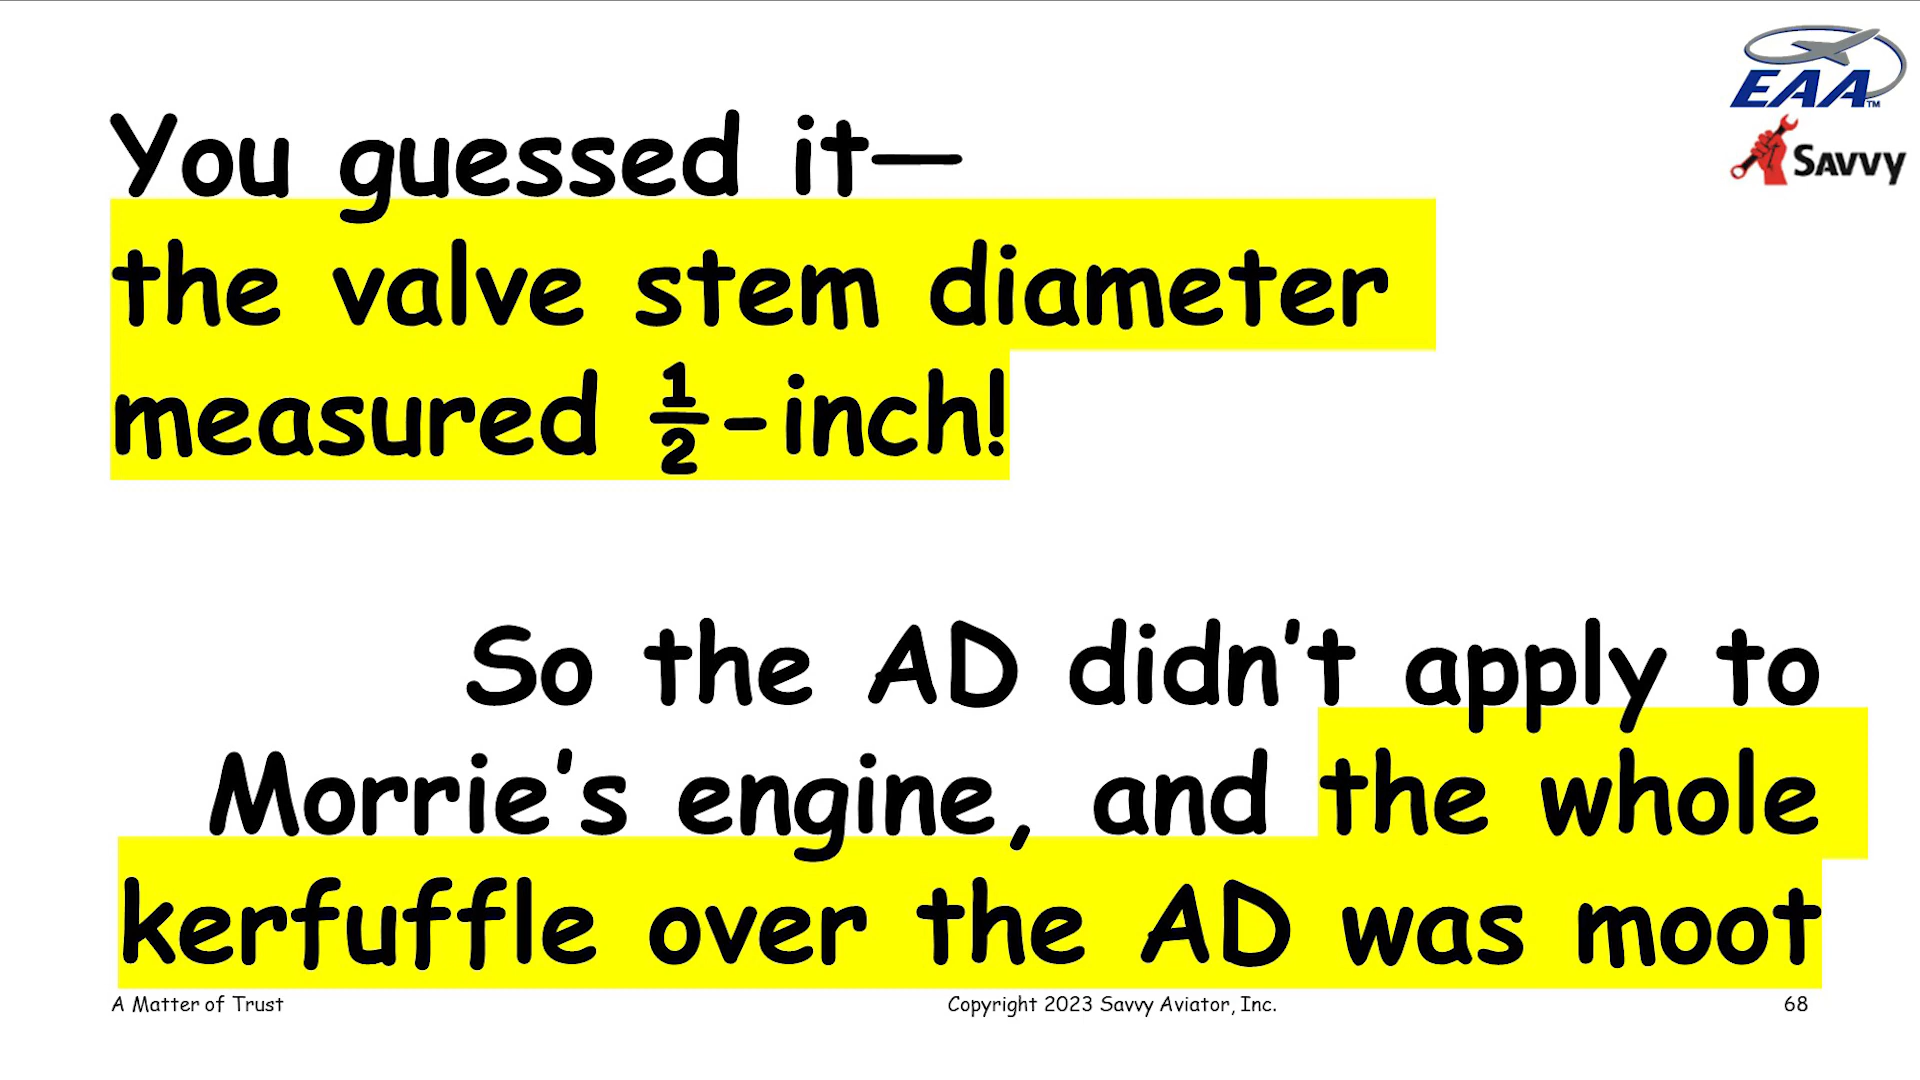 EAA™
SAVVY
You guessed it—
the valve stem diameter
measured ½-inch!
So the AD didn’t apply to
Morrie’s engine, and the whole
kerfuffle over the AD was moot
A Matter of Trust
Copyright 2023 Savvy Aviator, Inc.
68